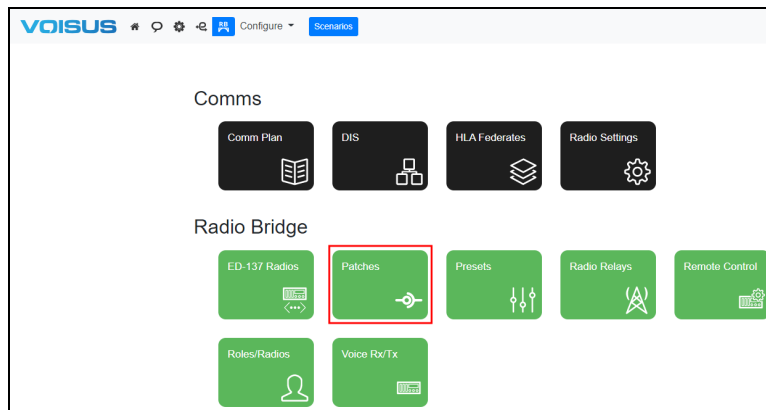 VOISUS RB Configure Scenarios
Comms
Comm Plan DIS HLA Federates Radio Settings
Radio Bridge
ED-137 Radios Patches Presets Radio Relays Remote Control
Roles/Radios Voice Rx/Tx